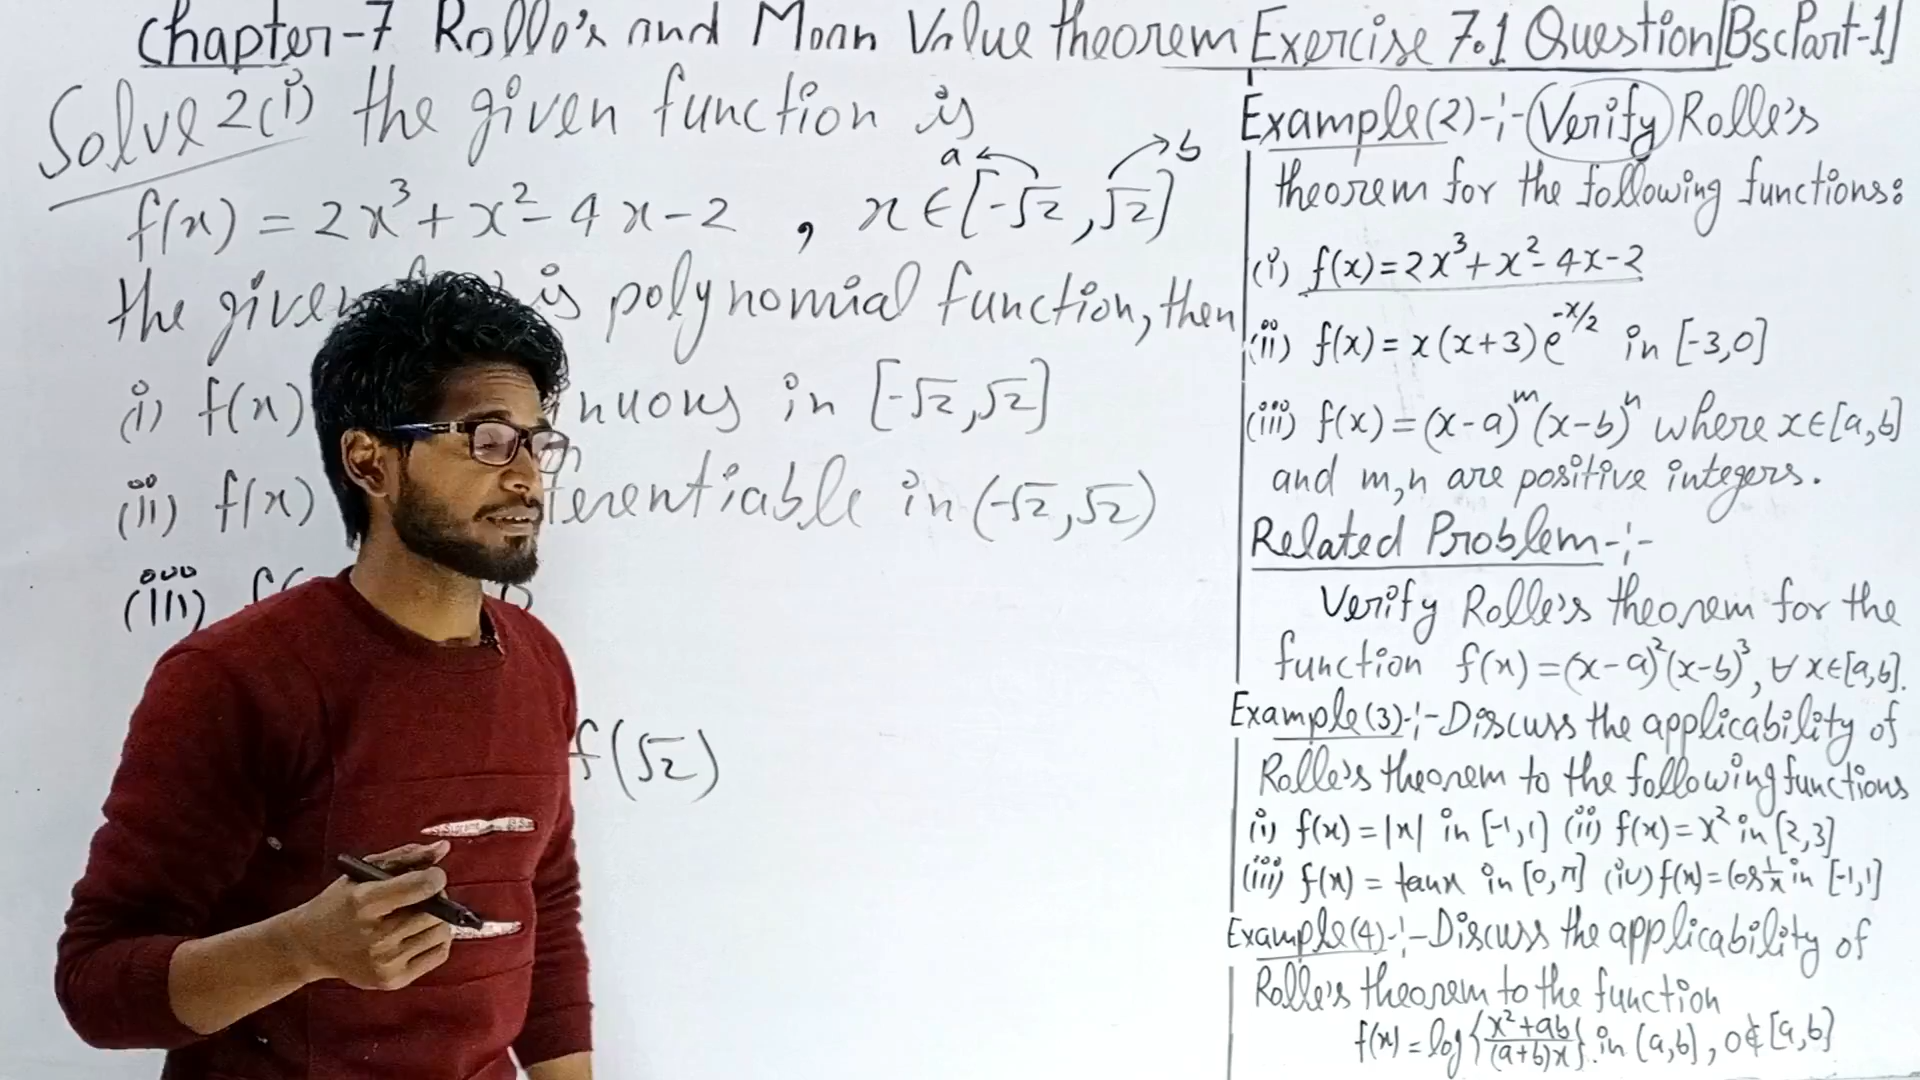 Chapter-7 Rolle's and Mean Value theorem Exercise 7.1 Question [Bsc Part-1]
Solve 2(i) the given function is
a b
f(x) = 2x³ + x² - 4x - 2 , x ∈ [-√2, √2]
the given is polynomial function, then
(i) f(x) in [-√2, √2]
(ii) f(x) in (-√2, √2)
(iii)
f(√2)
Example(2)-:- Verify Rolle's
theorem for the following functions:
(i) f(x) = 2x³ + x² - 4x - 2
(ii) f(x) = x(x+3)e^{-x/2} in [-3,0]
(iii) f(x) = (x-a)^m (x-b)^n where x∈[a,b]
and m,n are positive integers.
Related Problem-:-
Verify Rolle's theorem for the
function f(x) = (x-a)²(x-b)³, ∀ x∈[a,b].
Example(3)-:- Discuss the applicability of
Rolle's theorem to the following functions
(i) f(x) = |x| in [-1,1] (ii) f(x) = x² in [2,3]
(iii) f(x) = tanx in [0,π] (iv) f(x) = cos 1/x in [-1,1]
Example(4)-:- Discuss the applicability of
Rolle's theorem to the function
f(x) = log{(x²+ab)/((a+b)x)} in [a,b], 0∉[a,b]